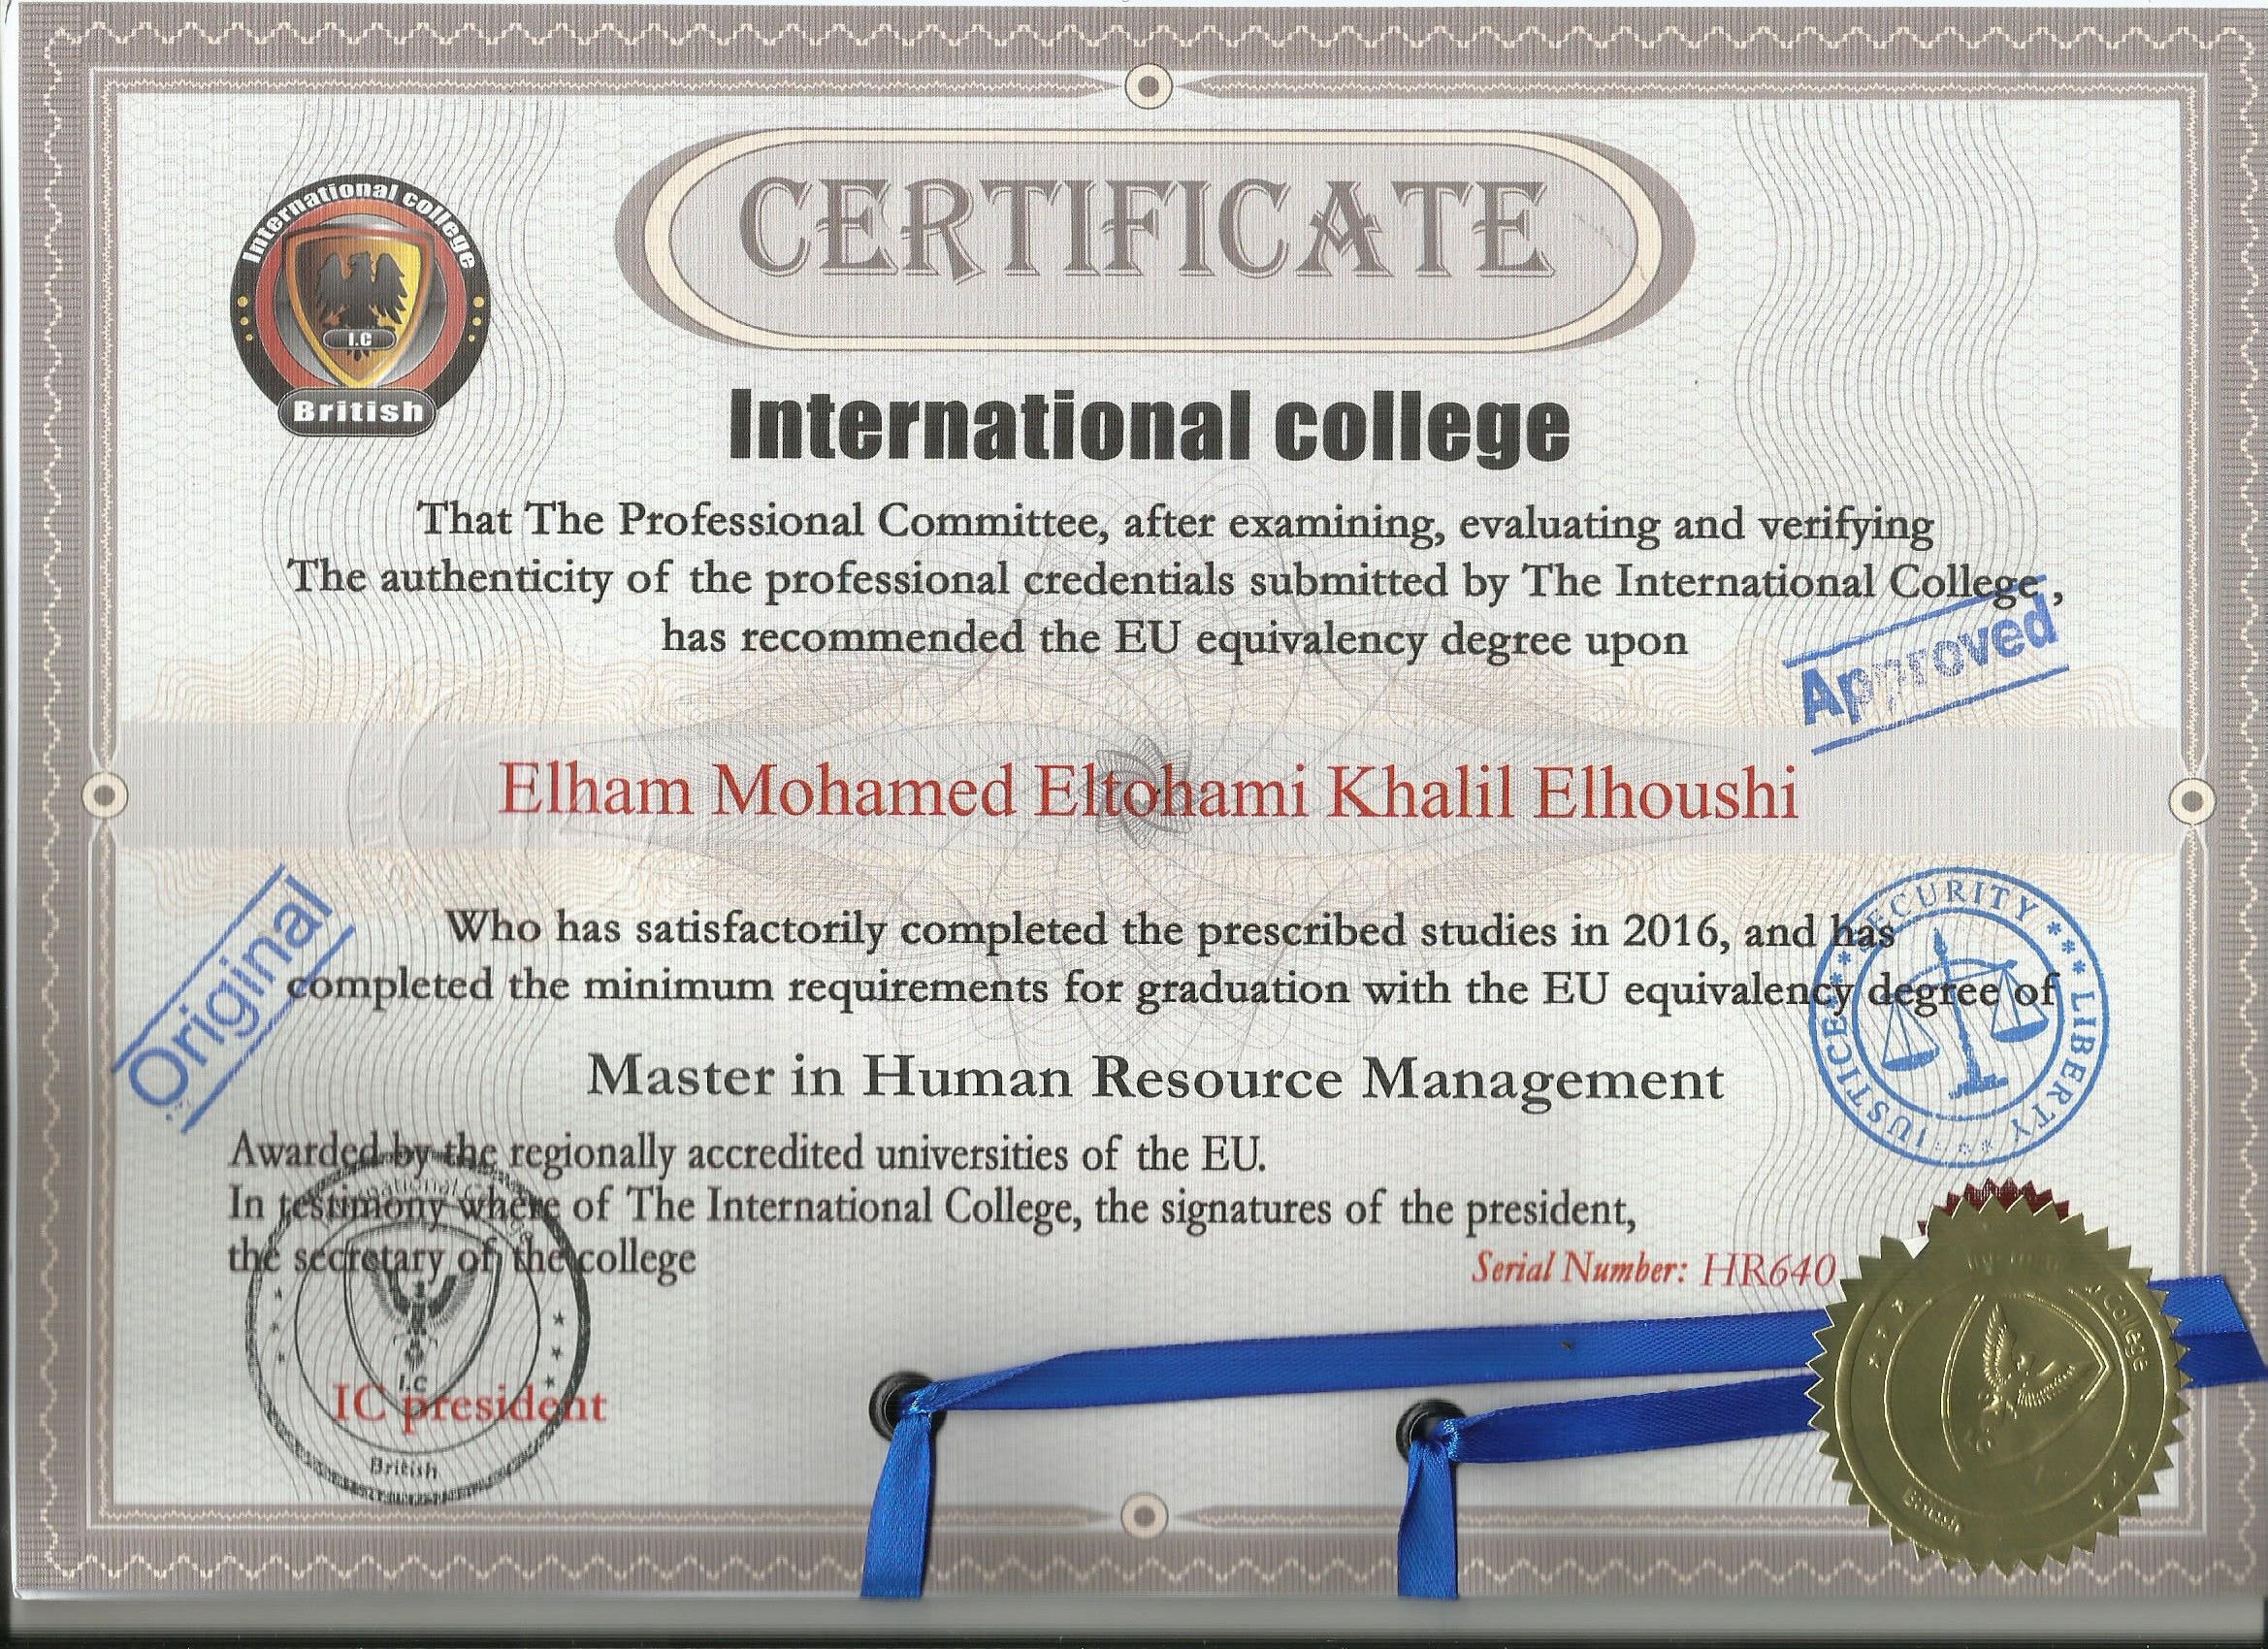 CERTIFICATE
International college
International college
I.C
British
That The Professional Committee, after examining, evaluating and verifying
The authenticity of the professional credentials submitted by The International College,
has recommended the EU equivalency degree upon
Approved
Elham Mohamed Eltohami Khalil Elhoushi
Who has satisfactorily completed the prescribed studies in 2016, and has
completed the minimum requirements for graduation with the EU equivalency degree of
Original
SECURITY *** LIBERTY *** JUSTICE ***
Master in Human Resource Management
Awarded by the regionally accredited universities of the EU.
In testimony where of The International College, the signatures of the president,
the secretary of the college
Serial Number: HR640
IC president
I.C
British
College
British